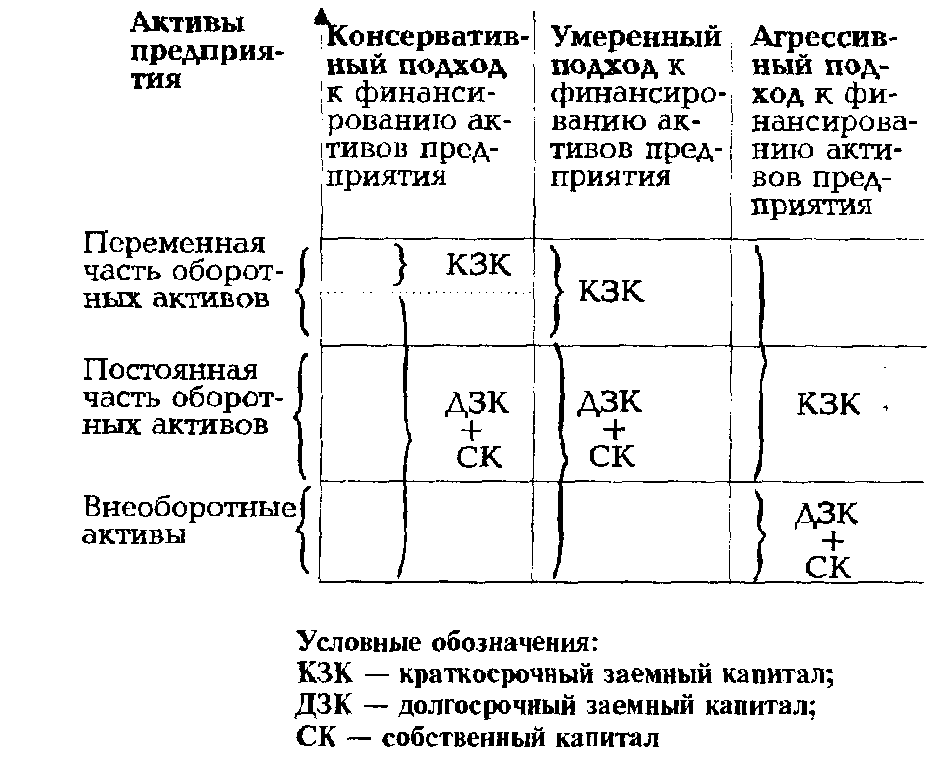 Активы
предприя-
тия
Консерватив-
ный подход
к финанси-
рованию ак-
тивов пред-
приятия
Умеренный
подход к
финансиро-
ванию ак-
тивов пред-
приятия
Агрессив-
ный под-
ход к фи-
нансирова-
нию акти-
вов пред-
приятия
Переменная
часть оборот-
ных активов
КЗК
КЗК
Постоянная
часть оборот-
ных активов
ДЗК
+
СК
ДЗК
+
СК
КЗК
Внеоборотные
активы
ДЗК
+
СК
Условные обозначения:
КЗК — краткосрочный заемный капитал;
ДЗК — долгосрочный заемный капитал;
СК — собственный капитал